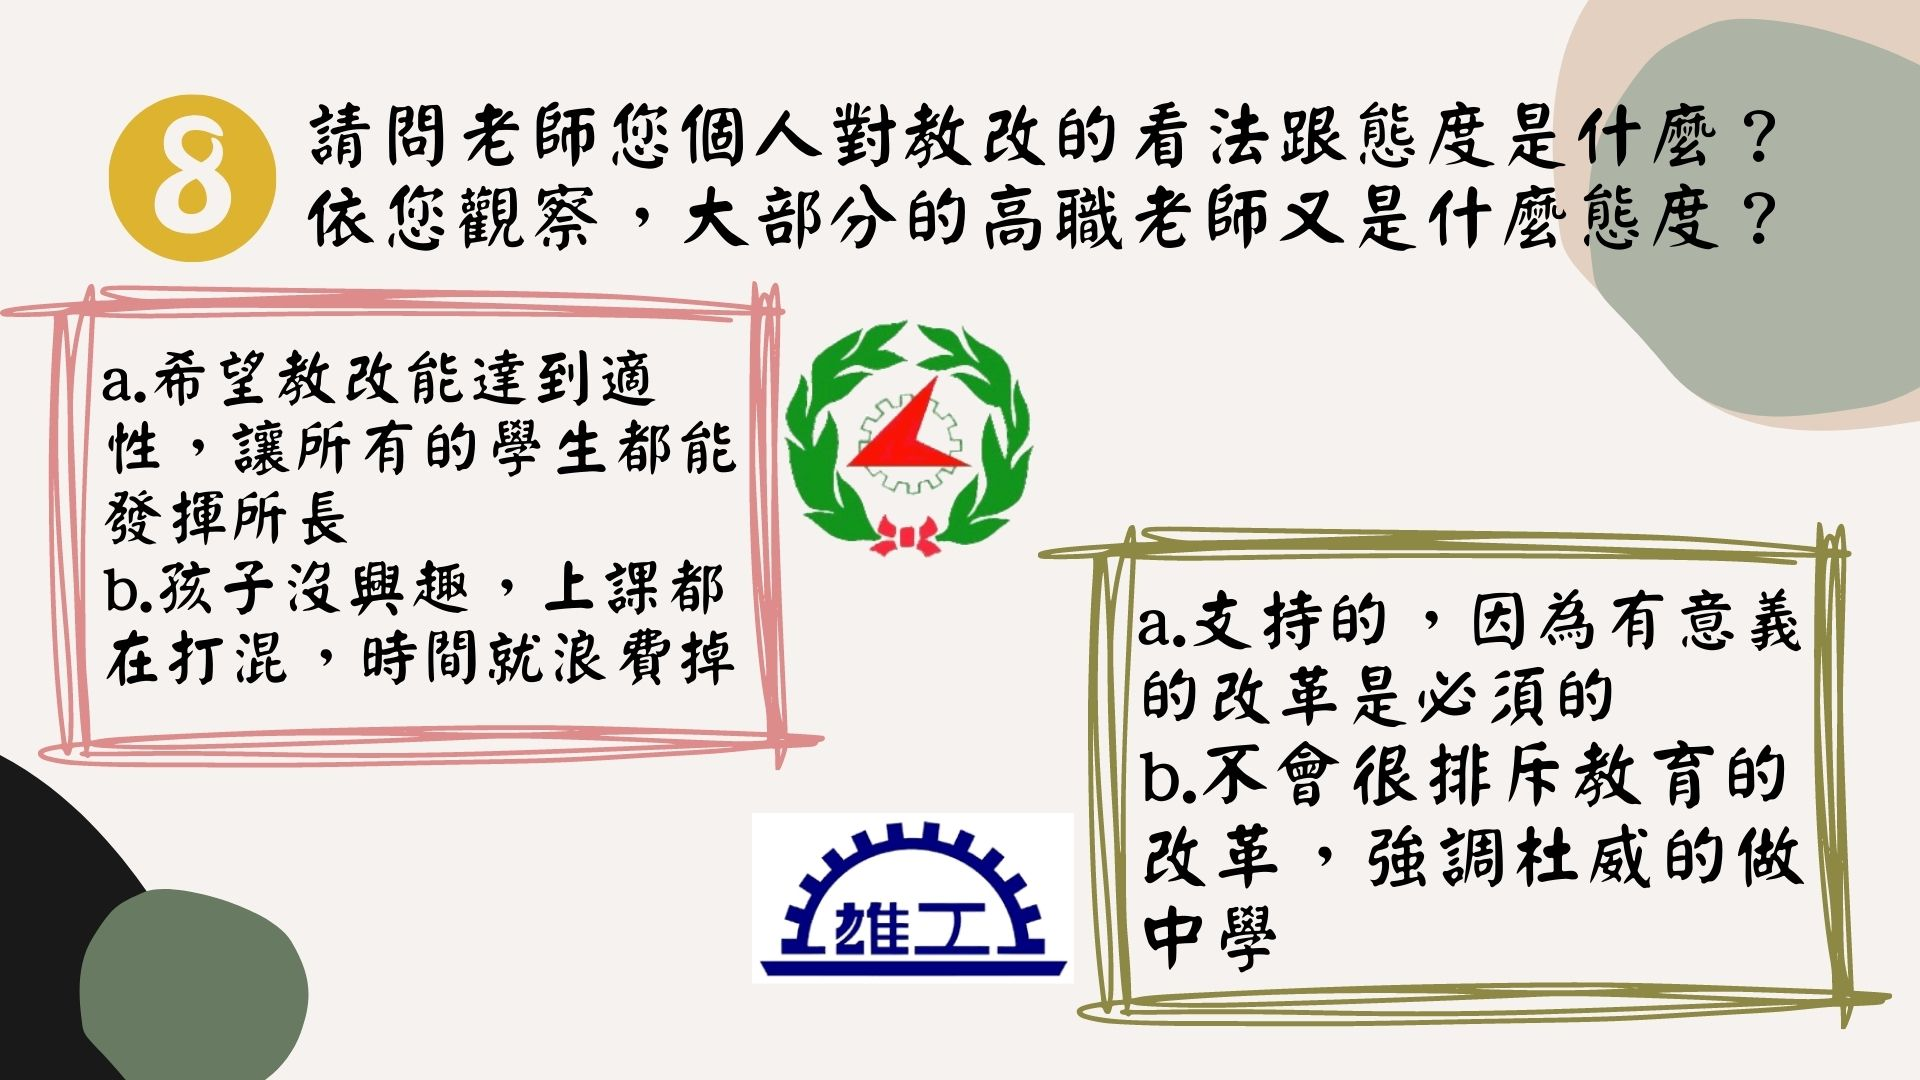 8
請問老師您個人對教改的看法跟態度是什麼？
依您觀察，大部分的高職老師又是什麼態度？
a.希望教改能達到適
性，讓所有的學生都能
發揮所長
b.孩子沒興趣，上課都
在打混，時間就浪費掉
a.支持的，因為有意義
的改革是必須的
b.不會很排斥教育的
改革，強調杜威的做
中學
雄工